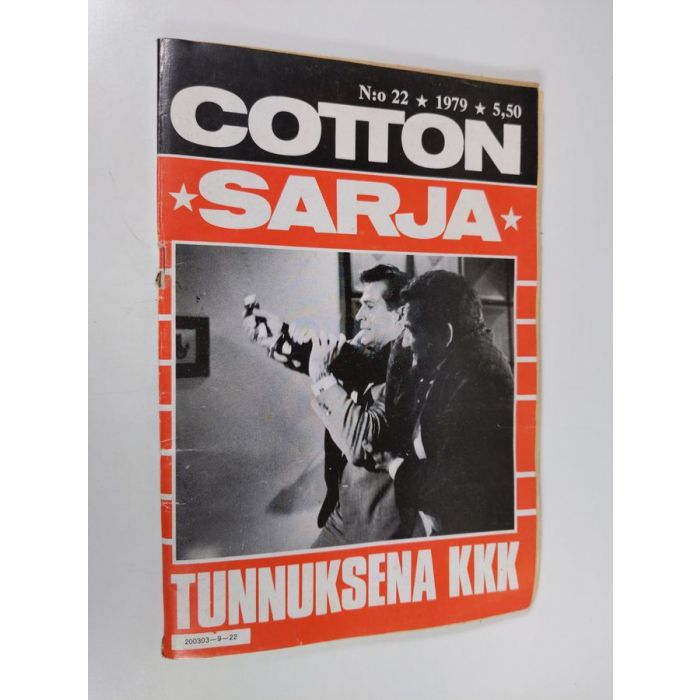 N:o 22 ★ 1979 ★ 5,50
COTTON
★SARJA★
TUNNUKSENA KKK
200303—9—22